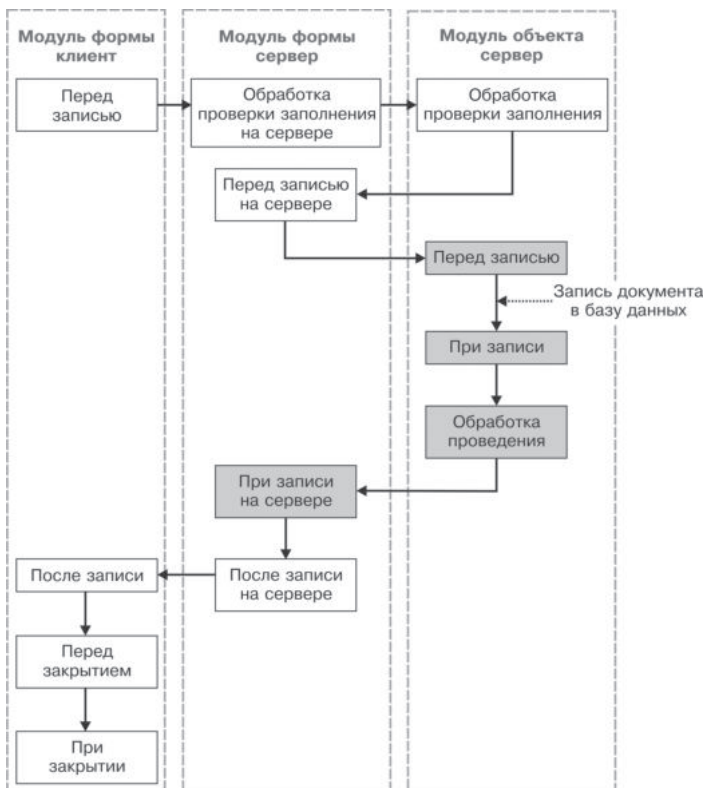 Модуль формы
клиент
Модуль формы
сервер
Модуль объекта
сервер
Перед
записью
Обработка
проверки заполнения
на сервере
Обработка
проверки заполнения
Перед записью
на сервере
Перед записью
Запись документа
в базу данных
При записи
Обработка
проведения
При записи
на сервере
После записи
После записи
на сервере
Перед
закрытием
При
закрытии